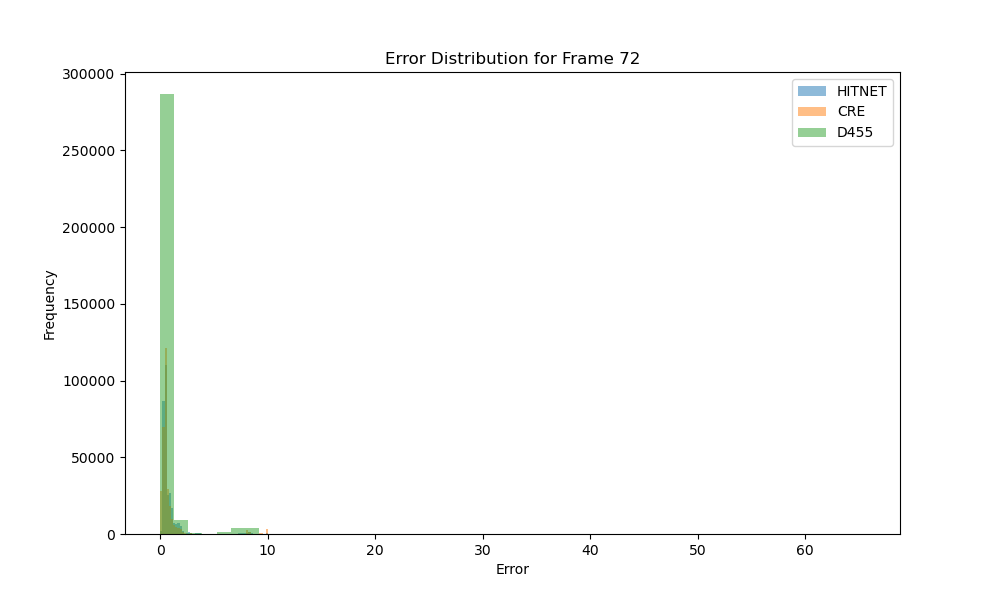 Error Distribution for Frame 72
HITNET
CRE
D455
300000
250000
200000
150000
100000
50000
0
Frequency
0 10 20 30 40 50 60
Error